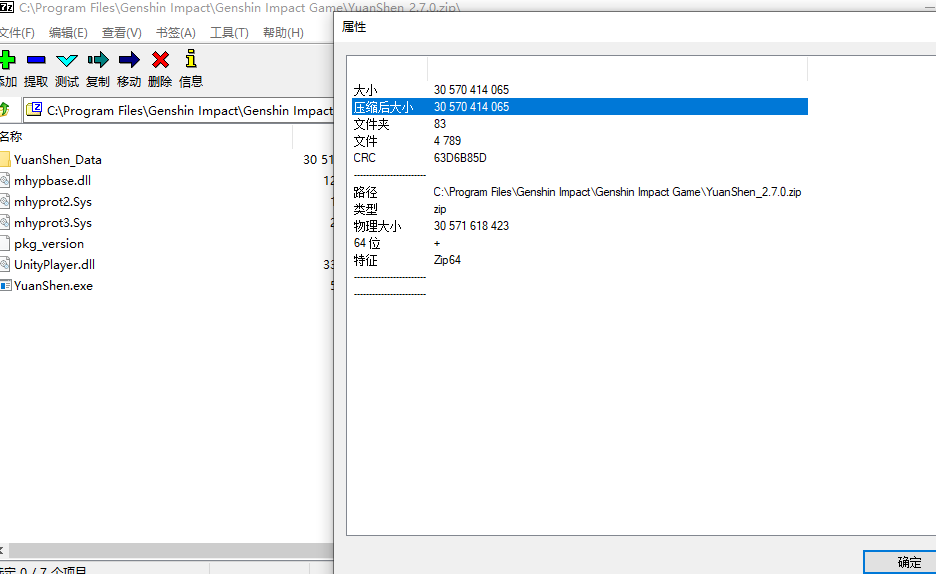 C:\Program Files\Genshin Impact\Genshin Impact Game\YuanShen_2.7.0.zip\
文件(F) 编辑(E) 查看(V) 书签(A) 工具(T) 帮助(H)
添加 提取 测试 复制 移动 删除 信息
C:\Program Files\Genshin Impact\Genshin Impact
名称
YuanShen_Data 30 51
mhypbase.dll 12
mhyprot2.Sys 1
mhyprot3.Sys 2
pkg_version
UnityPlayer.dll 33
YuanShen.exe 5
选定 0 / 7 个项目
属性
大小 30 570 414 065
压缩后大小 30 570 414 065
文件夹 83
文件 4 789
CRC 63D6B85D
------------------------
路径 C:\Program Files\Genshin Impact\Genshin Impact Game\YuanShen_2.7.0.zip
类型 zip
物理大小 30 571 618 423
64 位 +
特征 Zip64
------------------------
------------------------
确定